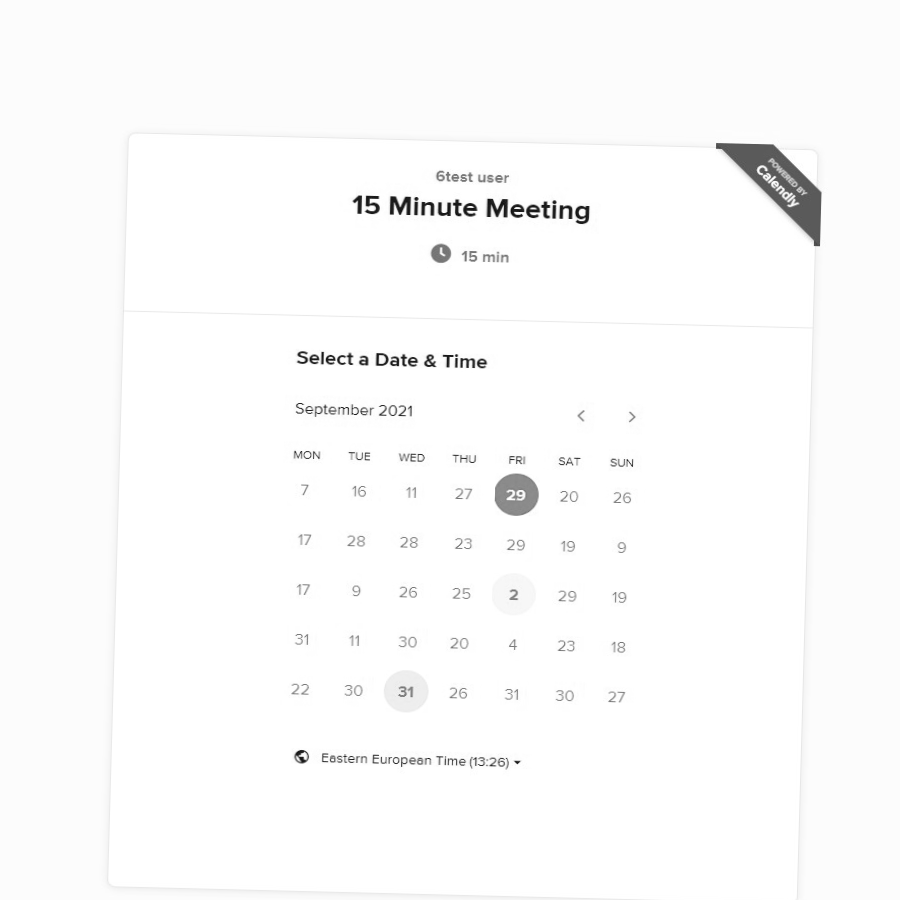 POWERED BY
Calendly
6test user
15 Minute Meeting
15 min
Select a Date & Time
September 2021
MON TUE WED THU FRI SAT SUN
7 16 11 27 29 20 26
17 28 28 23 29 19 9
17 9 26 25 2 29 19
31 11 30 20 4 23 18
22 30 31 26 31 30 27
Eastern European Time (13:26)